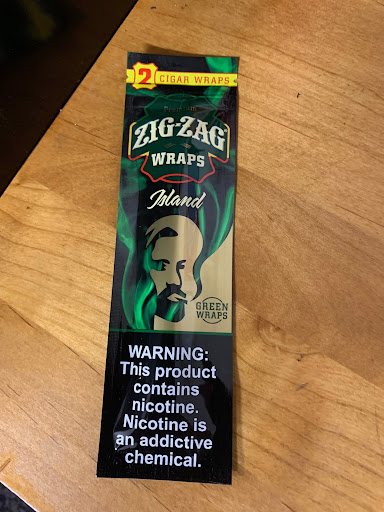 2 CIGAR WRAPS
Premium
ZIG-ZAG
WRAPS
Island
GREEN
WRAPS
WARNING:
This product
contains
nicotine.
Nicotine is
an addictive
chemical.